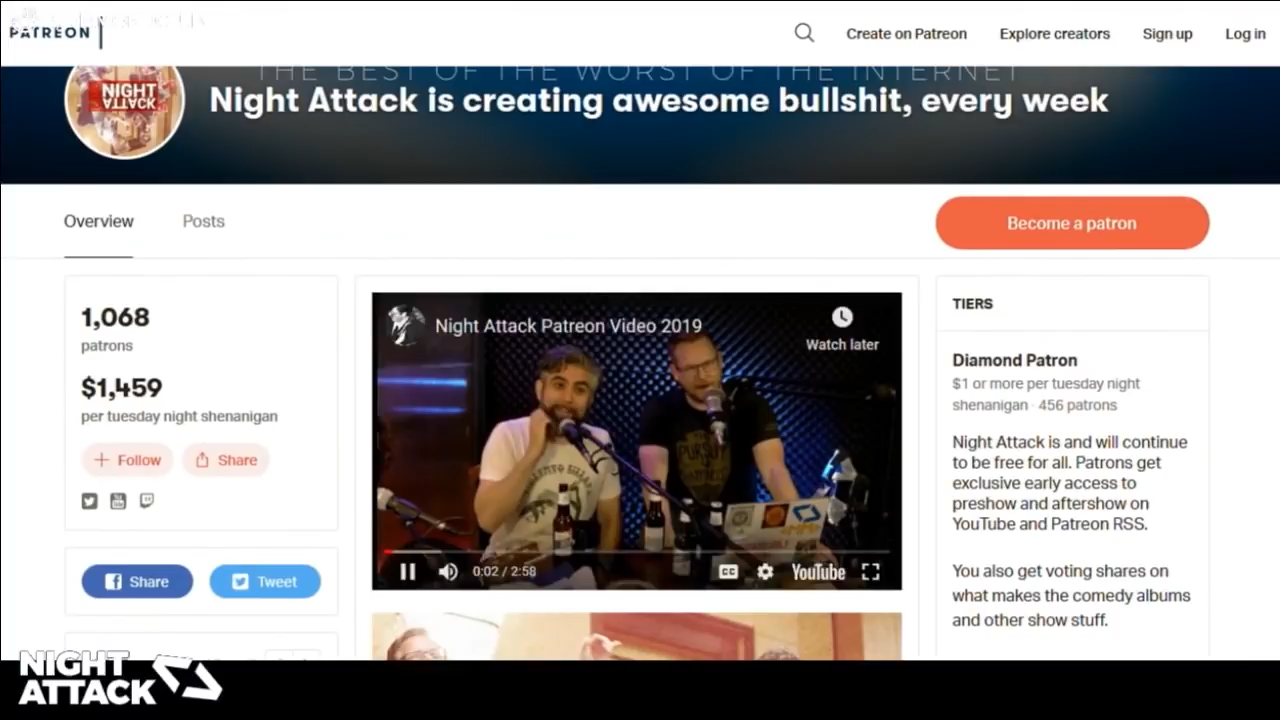 PATREON
Create on Patreon
Explore creators
Sign up
Log in
THE BEST OF THE WORST OF THE INTERNET
NIGHT
ATTACK
Night Attack is creating awesome bullshit, every week
Overview
Posts
Become a patron
1,068
patrons
$1,459
per tuesday night shenanigan
Follow
Share
Share
Tweet
Night Attack Patreon Video 2019
Watch later
PURSUIT
0:02 / 2:58
CC
YouTube
TIERS
Diamond Patron
$1 or more per tuesday night
shenanigan · 456 patrons
Night Attack is and will continue
to be free for all. Patrons get
exclusive early access to
preshow and aftershow on
YouTube and Patreon RSS.
You also get voting shares on
what makes the comedy albums
and other show stuff.
NIGHT
ATTACK